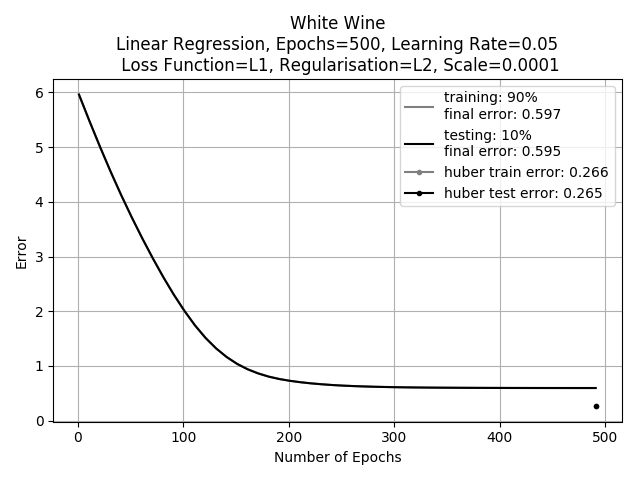 White Wine
Linear Regression, Epochs=500, Learning Rate=0.05
Loss Function=L1, Regularisation=L2, Scale=0.0001
training: 90%
final error: 0.597
testing: 10%
final error: 0.595
huber train error: 0.266
huber test error: 0.265
Error
6
5
4
3
2
1
0
0 100 200 300 400 500
Number of Epochs